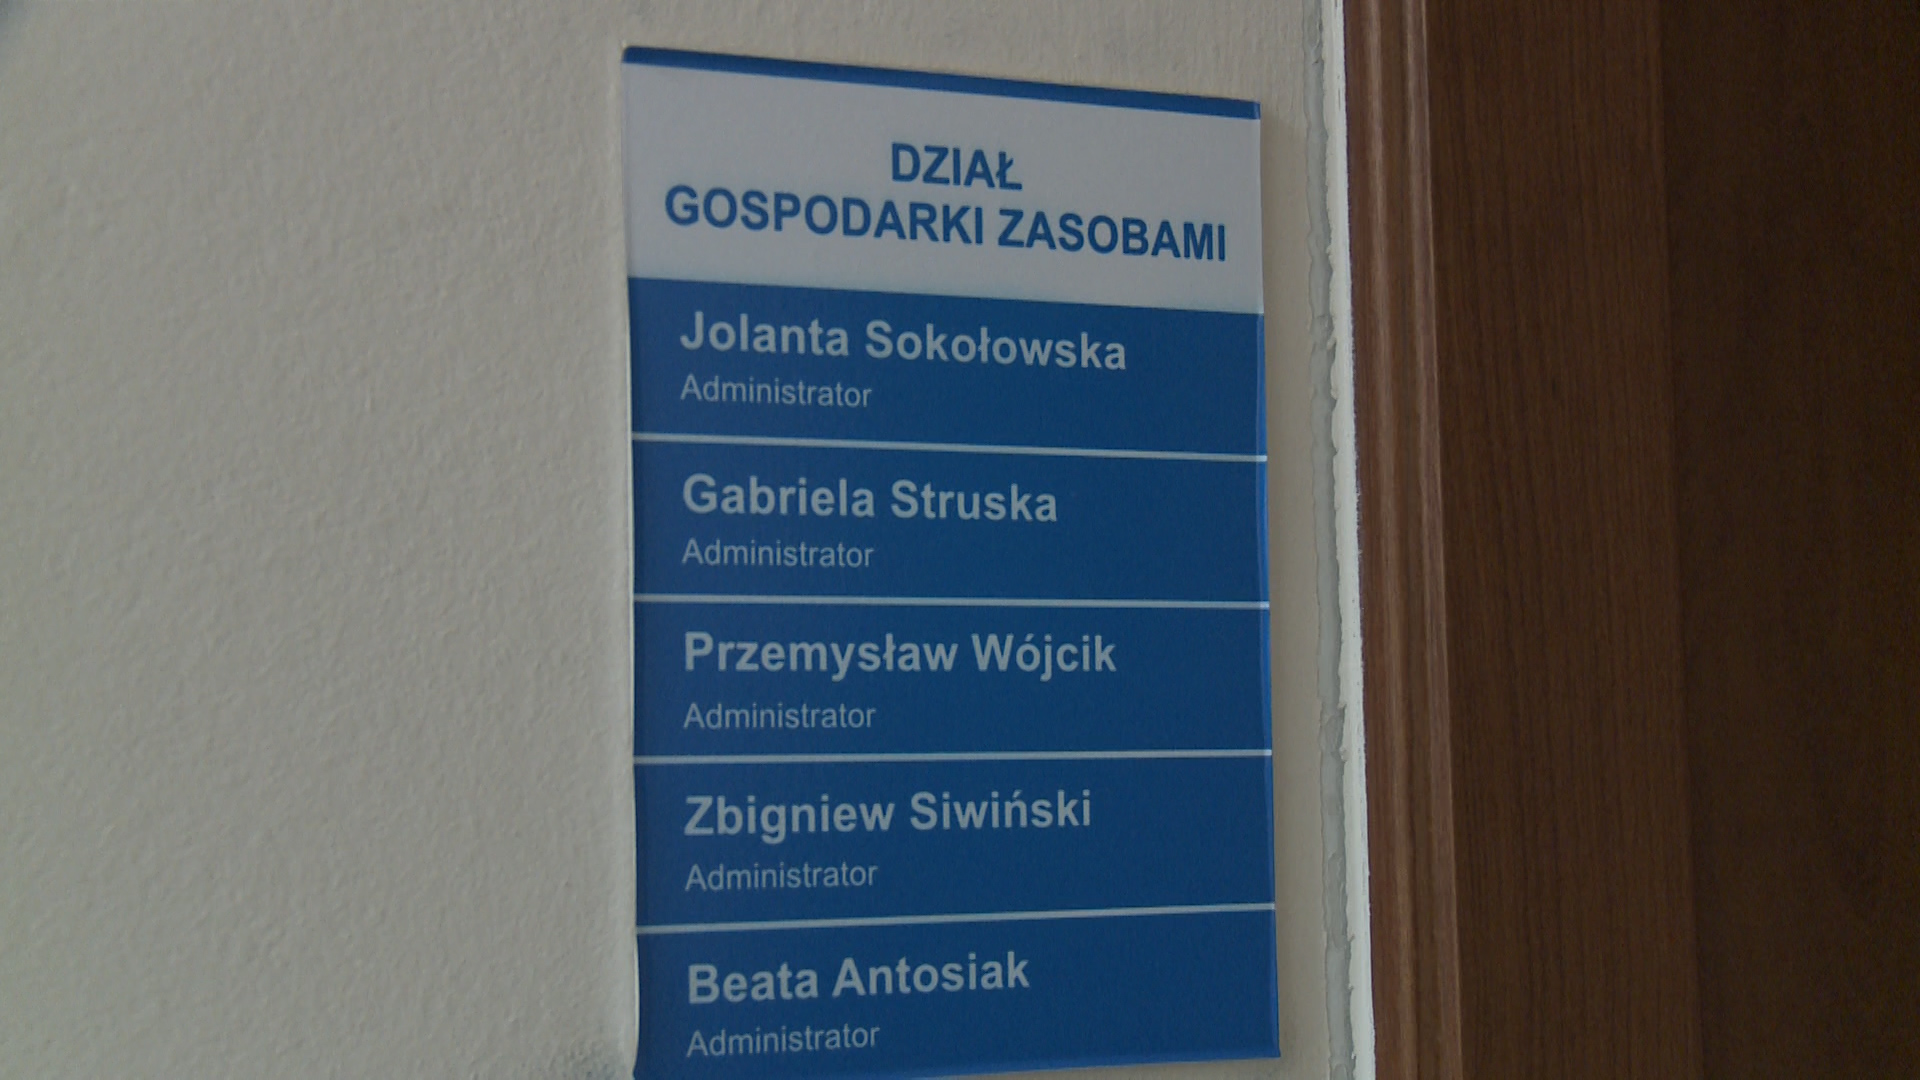 DZIAŁ
GOSPODARKI ZASOBAMI
Jolanta Sokołowska
Administrator
Gabriela Struska
Administrator
Przemysław Wójcik
Administrator
Zbigniew Siwiński
Administrator
Beata Antosiak
Administrator